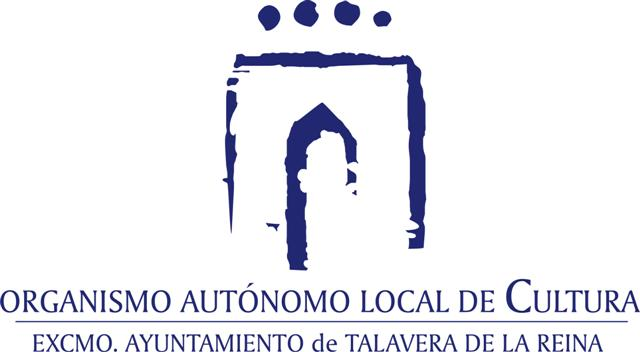 ORGANISMO AUTÓNOMO LOCAL DE CULTURA
EXCMO. AYUNTAMIENTO de TALAVERA DE LA REINA